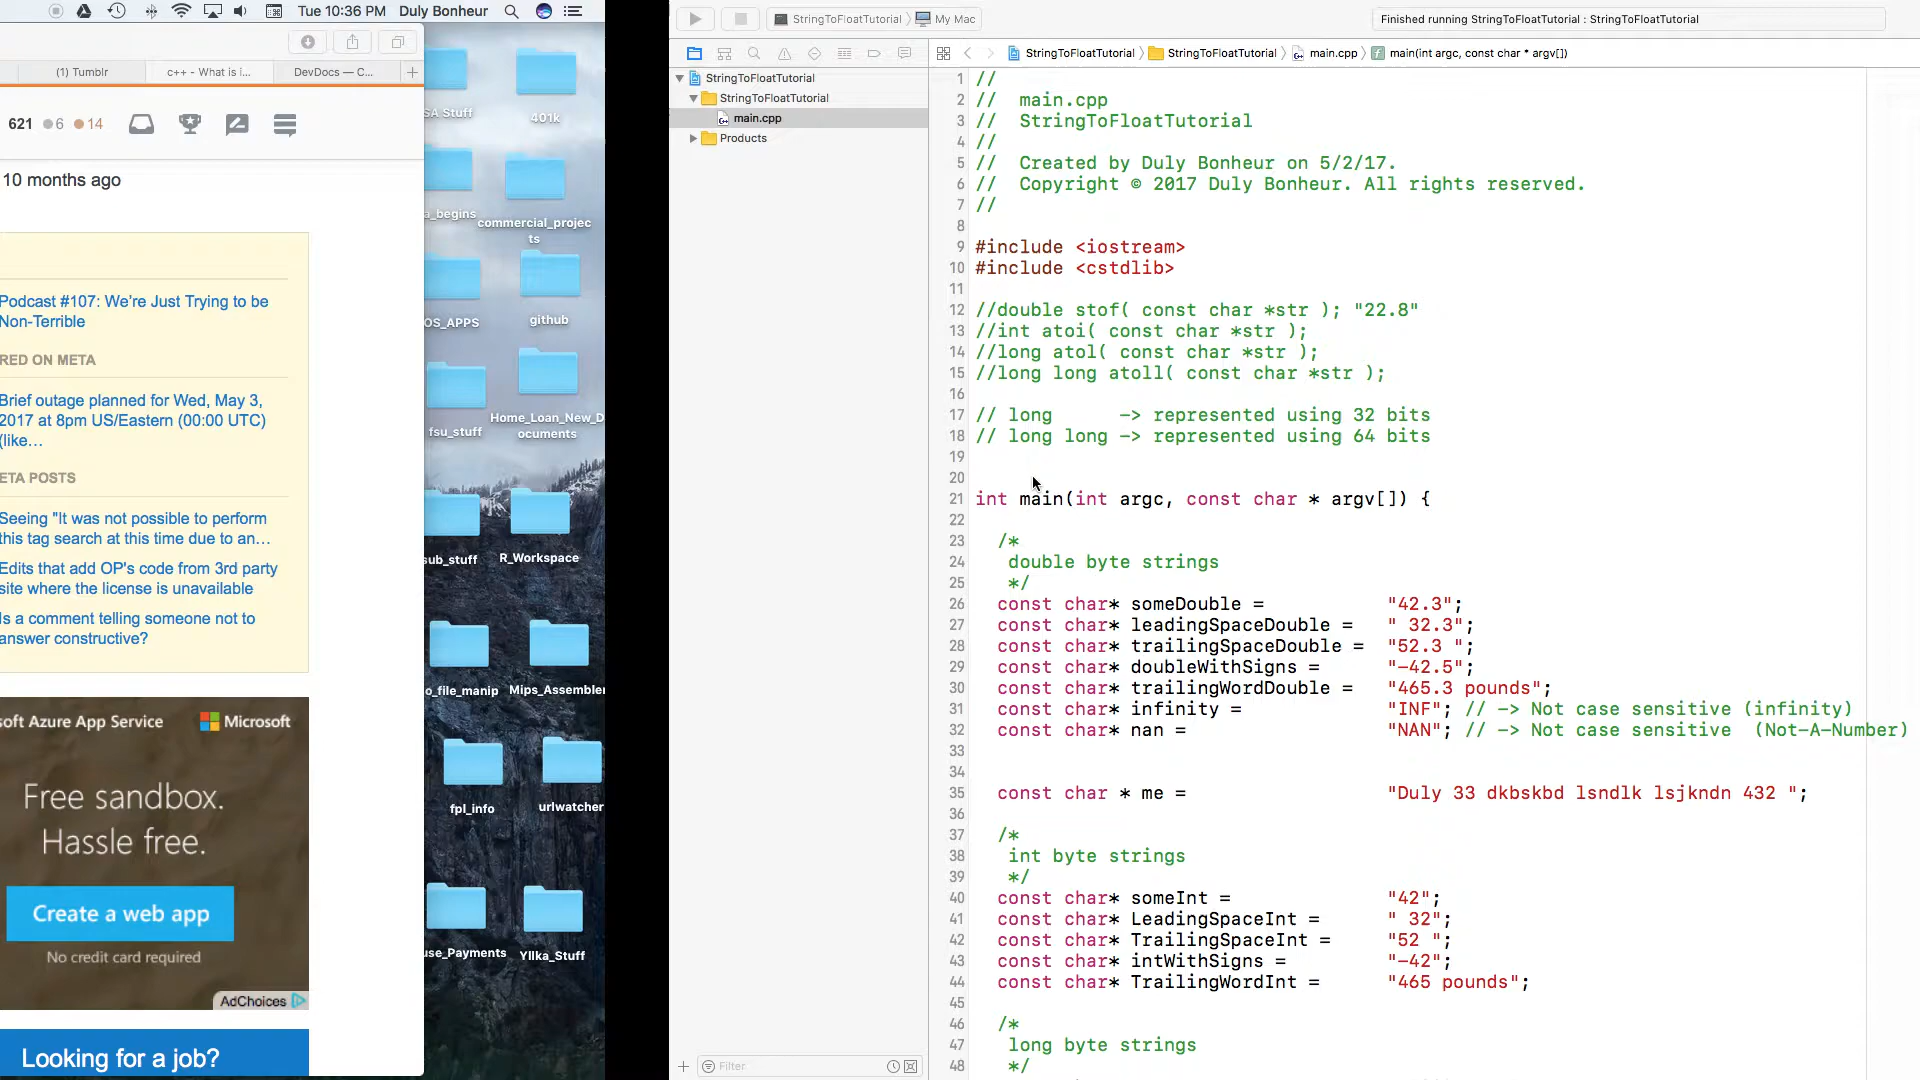 Tue 10:36 PM Duly Bonheur
(1) Tumblr
c++ - What is i...
DevDocs — C...
621 6 14
10 months ago
Podcast #107: We're Just Trying to be
Non-Terrible
RED ON META
Brief outage planned for Wed, May 3,
2017 at 8pm US/Eastern (00:00 UTC)
(like…
ETA POSTS
Seeing "It was not possible to perform
this tag search at this time due to an…
Edits that add OP's code from 3rd party
site where the license is unavailable
Is a comment telling someone not to
answer constructive?
soft Azure App Service
Microsoft
Free sandbox.
Hassle free.
Create a web app
No credit card required
AdChoices
Looking for a job?
SA Stuff
401k
a_begins
commercial_projec
ts
OS_APPS
github
fsu_stuff
Home_Loan_New_D
ocuments
sub_stuff
R_Workspace
o_file_manip
Mips_Assembler
fpl_info
urlwatcher
use_Payments
Yllka_Stuff
StringToFloatTutorial
My Mac
Finished running StringToFloatTutorial : StringToFloatTutorial
StringToFloatTutorial
StringToFloatTutorial
main.cpp
main(int argc, const char * argv[])
StringToFloatTutorial
StringToFloatTutorial
main.cpp
Products
Filter
1 //
2 //  main.cpp
3 //  StringToFloatTutorial
4 //
5 //  Created by Duly Bonheur on 5/2/17.
6 //  Copyright © 2017 Duly Bonheur. All rights reserved.
7 //
8
9 #include <iostream>
10 #include <cstdlib>
11
12 //double stof( const char *str ); "22.8"
13 //int atoi( const char *str );
14 //long atol( const char *str );
15 //long long atoll( const char *str );
16
17 // long      -> represented using 32 bits
18 // long long -> represented using 64 bits
19
20
21 int main(int argc, const char * argv[]) {
22
23 /*
24 double byte strings
25 */
26 const char* someDouble = "42.3";
27 const char* leadingSpaceDouble = " 32.3";
28 const char* trailingSpaceDouble = "52.3 ";
29 const char* doubleWithSigns = "-42.5";
30 const char* trailingWordDouble = "465.3 pounds";
31 const char* infinity = "INF"; // -> Not case sensitive (infinity)
32 const char* nan = "NAN"; // -> Not case sensitive  (Not-A-Number)
33
34
35 const char * me = "Duly 33 dkbskbd lsndlk lsjkndn 432 ";
36
37 /*
38 int byte strings
39 */
40 const char* someInt = "42";
41 const char* LeadingSpaceInt = " 32";
42 const char* TrailingSpaceInt = "52 ";
43 const char* intWithSigns = "-42";
44 const char* TrailingWordInt = "465 pounds";
45
46 /*
47 long byte strings
48 */